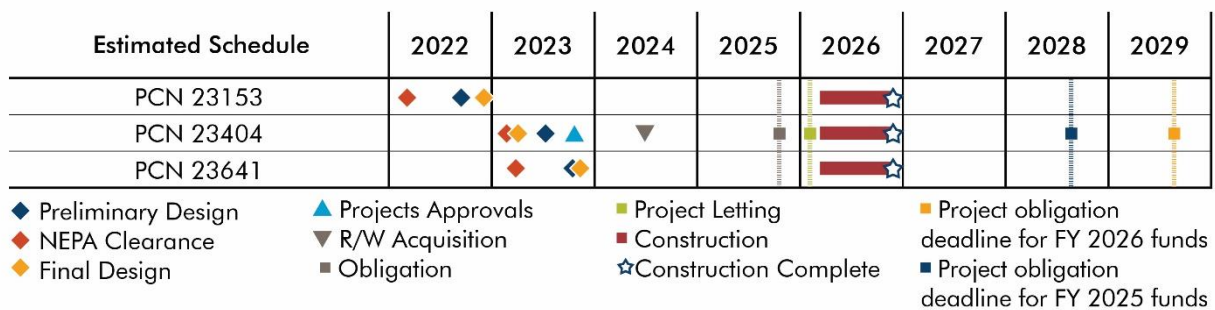 Estimated Schedule 2022 2023 2024 2025 2026 2027 2028 2029
PCN 23153
PCN 23404
PCN 23641
Preliminary Design
NEPA Clearance
Final Design
Projects Approvals
R/W Acquisition
Obligation
Project Letting
Construction
Construction Complete
Project obligation
deadline for FY 2026 funds
Project obligation
deadline for FY 2025 funds